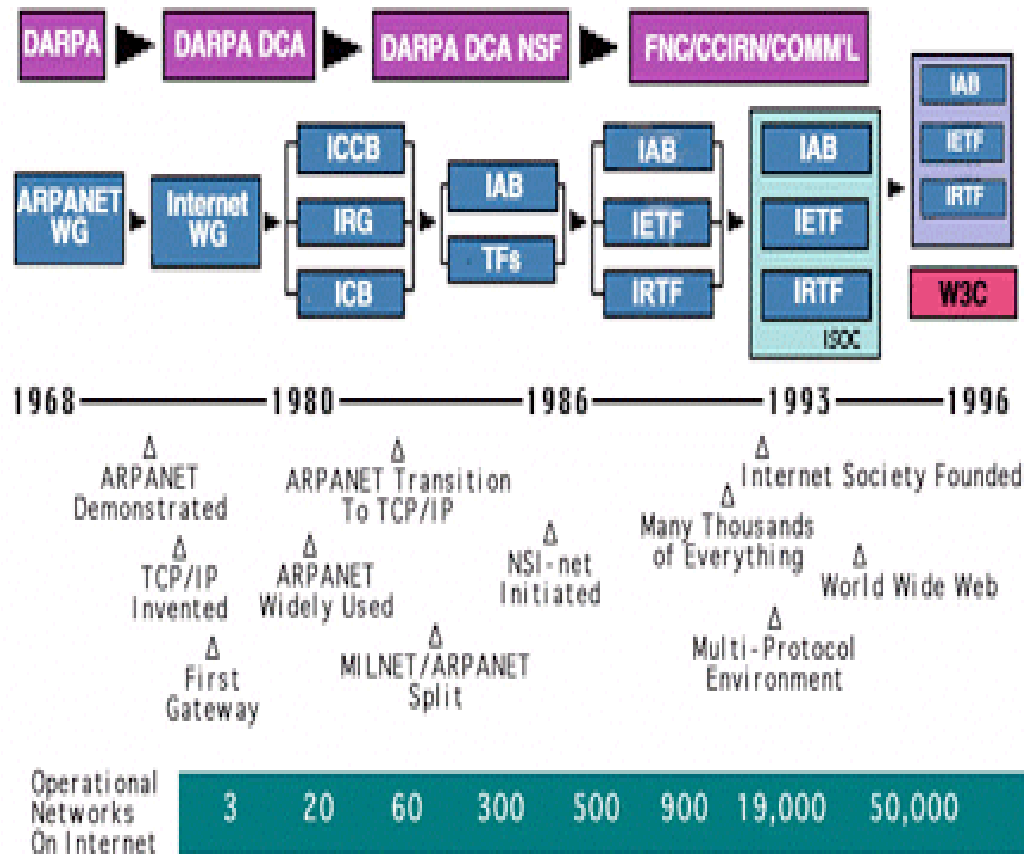 DARPA
DARPA DCA
DARPA DCA NSF
FNC/CCIRN/COMM'L
IAB
IETF
IRTF
ARPANET
WG
Internet
WG
ICCB
IRG
ICB
IAB
TFs
IAB
IETF
IRTF
IAB
IETF
IRTF
ISOC
W3C
1968
1980
1986
1993
1996
ARPANET
Demonstrated
ARPANET Transition
To TCP/IP
Internet Society Founded
Many Thousands
of Everything
TCP/IP
Invented
ARPANET
Widely Used
NSI-net
Initiated
World Wide Web
First
Gateway
MILNET/ARPANET
Split
Multi-Protocol
Environment
Operational
Networks
On Internet
3 20 60 300 500 900 19,000 50,000